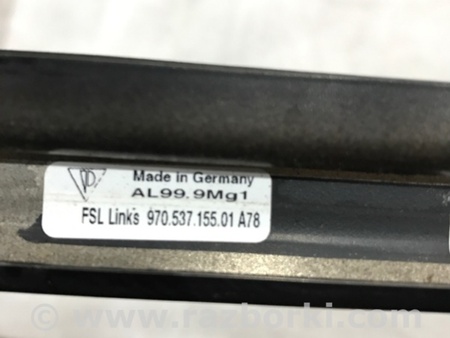 Made in Germany
AL99.9Mg1
FSL Links 970.537.155.01 A78
© www.razborki.com